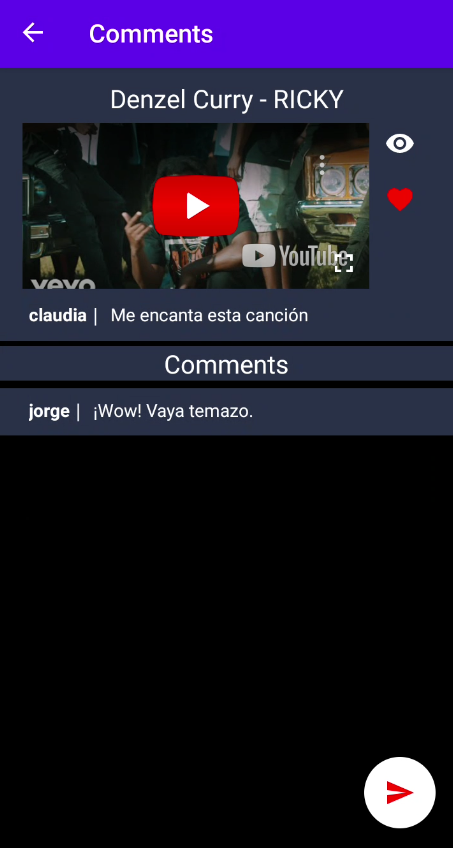 Comments
Denzel Curry - RICKY
YouTube
vevo
claudia | Me encanta esta canción
Comments
jorge | ¡Wow! Vaya temazo.